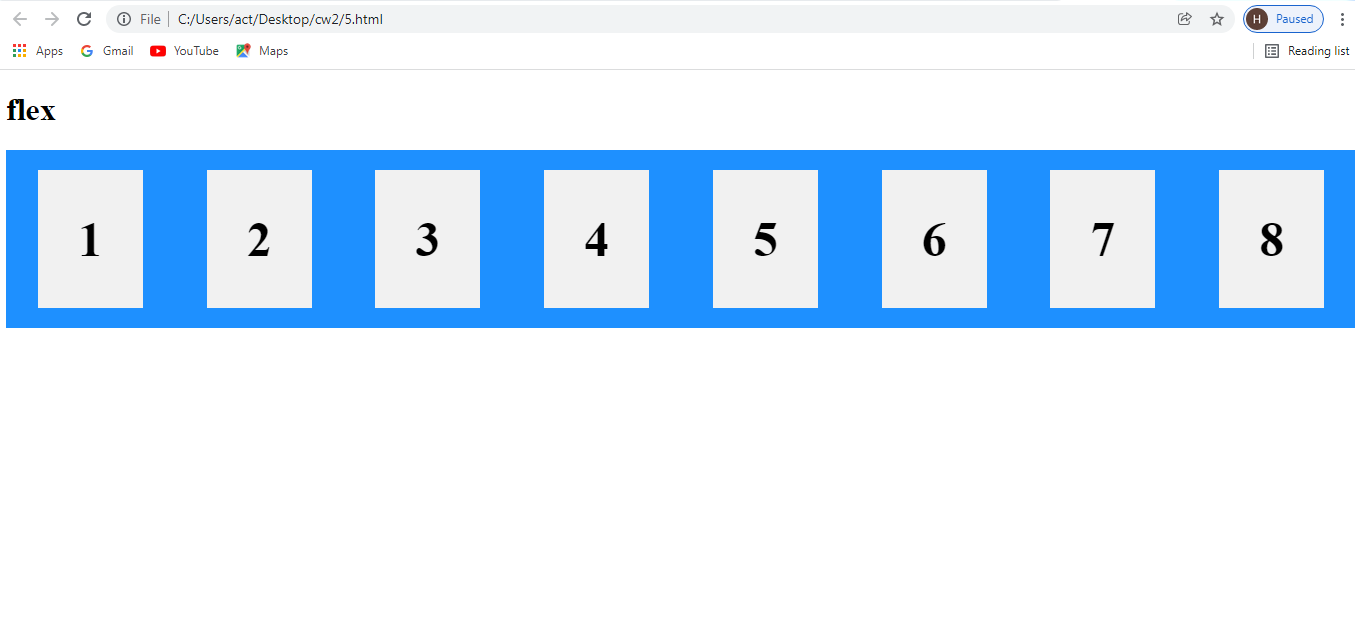 File C:/Users/act/Desktop/cw2/5.html H Paused
Apps Gmail YouTube Maps Reading list
flex
1 2 3 4 5 6 7 8